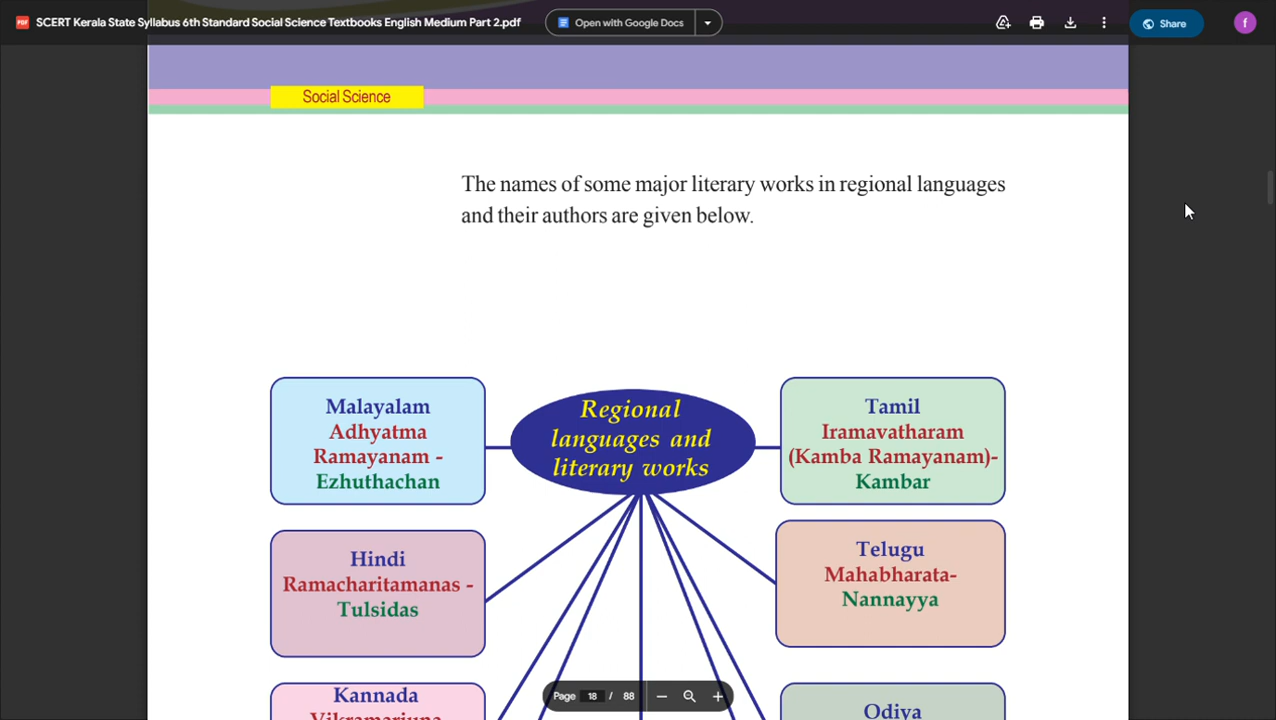 SCERT Kerala State Syllabus 6th Standard Social Science Textbooks English Medium Part 2.pdf
Open with Google Docs
Share
f
Social Science
The names of some major literary works in regional languages
and their authors are given below.
Malayalam
Adhyatma
Ramayanam -
Ezhuthachan
Regional
languages and
literary works
Tamil
Iramavatharam
(Kamba Ramayanam)-
Kambar
Hindi
Ramacharitamanas -
Tulsidas
Telugu
Mahabharata-
Nannayya
Kannada
Vikramarjuna
Odiya
Page 18 / 88